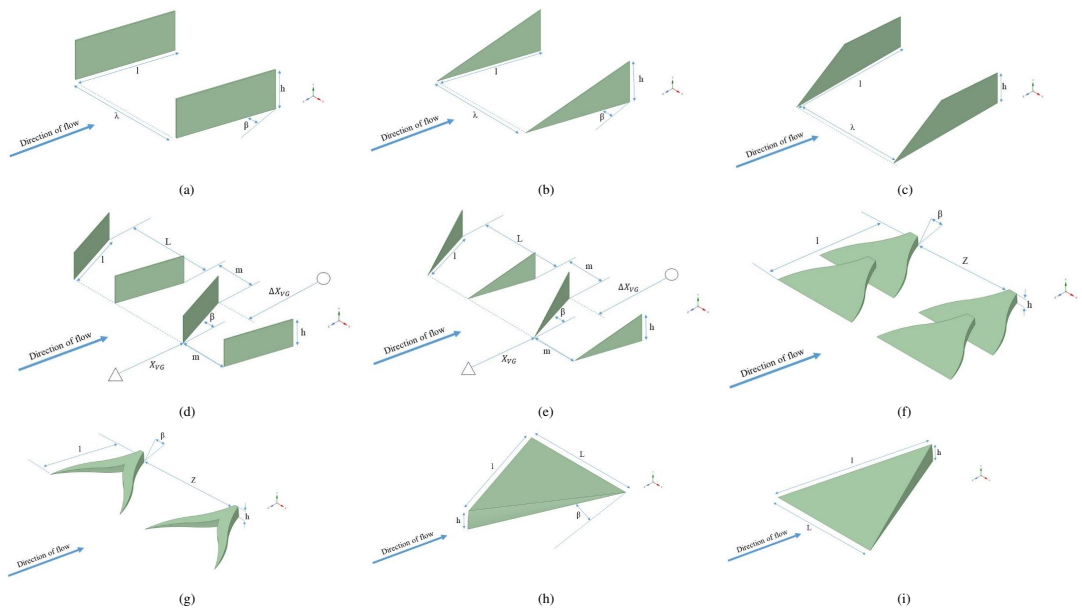 l
h
λ
β
Direction of flow
(a)
l
h
λ
β
Direction of flow
(b)
l
h
λ
Direction of flow
(c)
L
l
m
ΔX_VG
β
h
Direction of flow
X_VG
m
(d)
L
l
m
ΔX_VG
β
h
Direction of flow
X_VG
m
(e)
β
l
Z
h
Direction of flow
(f)
β
l
Z
h
Direction of flow
(g)
l
L
h
β
Direction of flow
(h)
l
h
L
Direction of flow
(i)